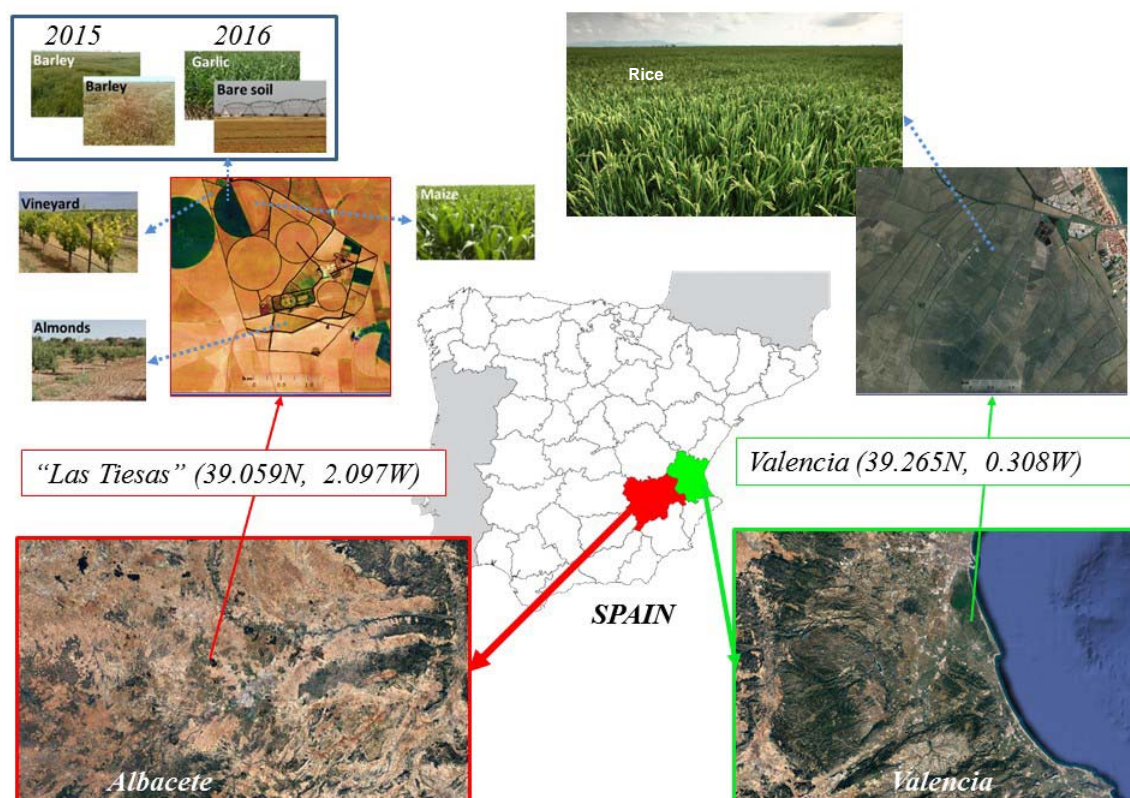 2015 2016
Barley
Garlic
Barley
Bare soil
Rice
Vineyard
Maize
Almonds
“Las Tiesas” (39.059N, 2.097W)
Valencia (39.265N, 0.308W)
SPAIN
Albacete
Valencia